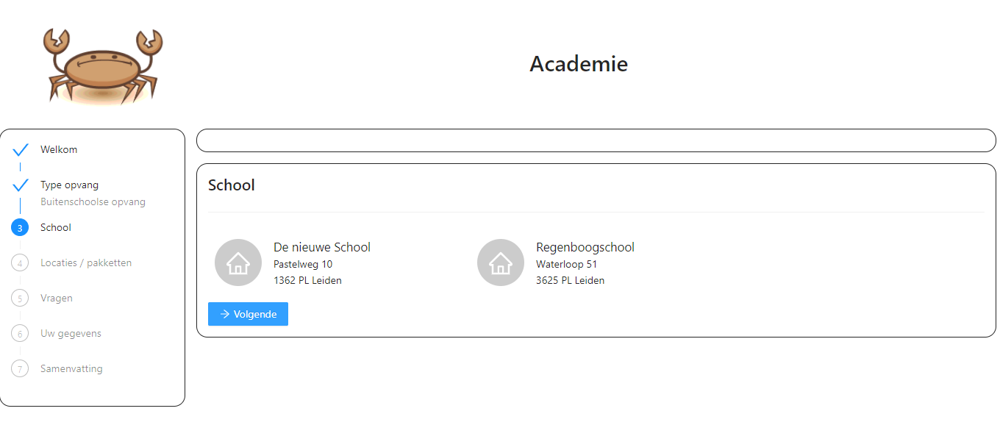 Academie
Welkom
Type opvang
Buitenschoolse opvang
3 School
4 Locaties / pakketten
5 Vragen
6 Uw gegevens
7 Samenvatting
School
De nieuwe School
Pastelweg 10
1362 PL Leiden
Regenboogschool
Waterloop 51
3625 PL Leiden
Volgende